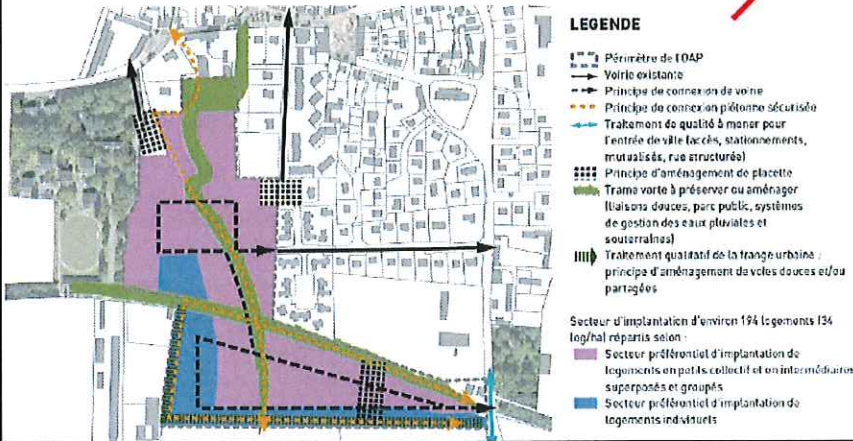 LEGENDE
Périmètre de l'OAP
Voirie existante
Principe de connexion de voirie
Principe de connexion piétonne sécurisée
Traitement de qualité à mener pour
l'entrée de ville (accès, stationnements,
mutualisés, rue structurée)
Principe d'aménagement de placette
Trame verte à préserver ou aménager
(liaisons douces, parc public, systèmes
de gestion des eaux pluviales et
souterraines)
Traitement qualitatif de la frange urbaine :
principe d'aménagement de voies douces et/ou
partagées
Secteur d'implantation d'environ 194 logements (34
log/ha) répartis selon :
Secteur préférentiel d'implantation de
logements en petits collectif et en intermédiaires
superposés et groupés
Secteur préférentiel d'implantation de
logements individuels